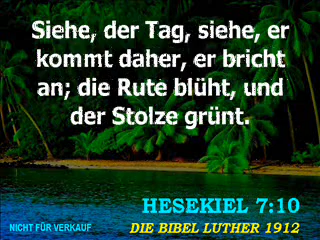 Siehe, der Tag, siehe, er
kommt daher, er bricht
an; die Rute blüht, und
der Stolze grünt.
HESEKIEL 7:10
NICHT FÜR VERKAUF
DIE BIBEL LUTHER 1912